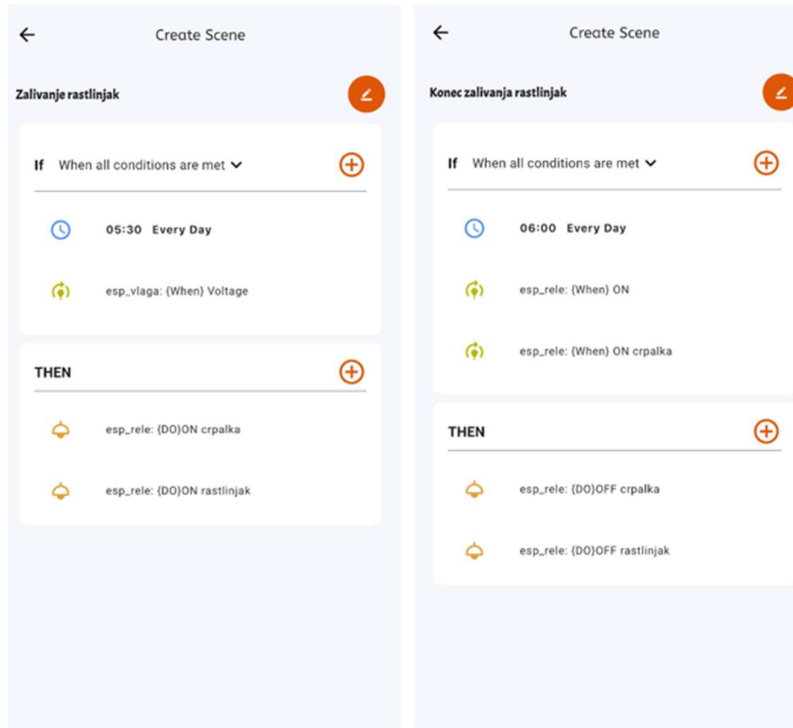 Create Scene
Zalivanje rastlinjak
If When all conditions are met
05:30 Every Day
esp_vlaga: {When} Voltage
THEN
esp_rele: {DO}ON crpalka
esp_rele: {DO}ON rastlinjak
Create Scene
Konec zalivanja rastlinjak
If When all conditions are met
06:00 Every Day
esp_rele: {When} ON
esp_rele: {When} ON crpalka
THEN
esp_rele: {DO}OFF crpalka
esp_rele: {DO}OFF rastlinjak